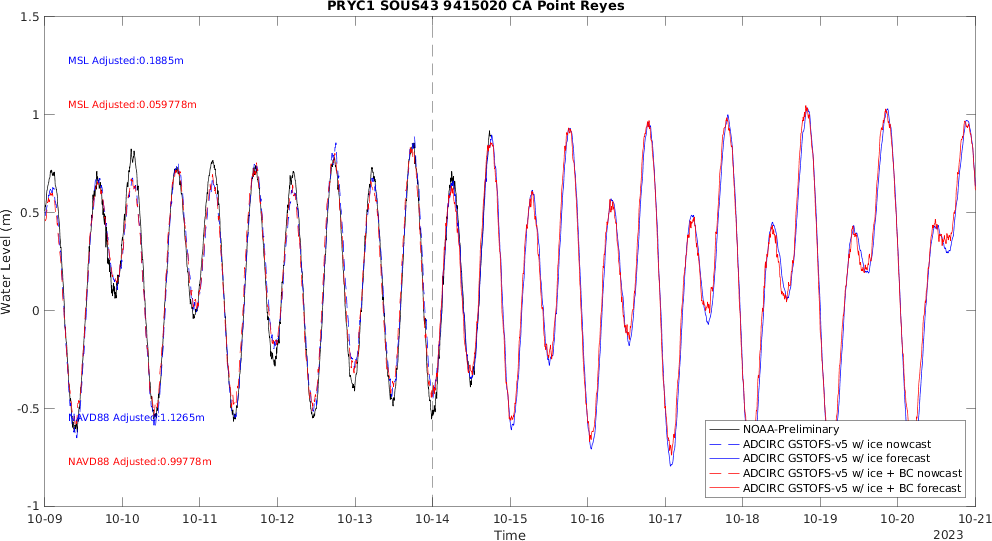 PRYC1 SOUS43 9415020 CA Point Reyes
1.5
MSL Adjusted:0.1885m
MSL Adjusted:0.059778m
1
0.5
Water Level (m)
0
-0.5
NAVD88 Adjusted:1.1265m
NAVD88 Adjusted:0.99778m
-1
NOAA-Preliminary
ADCIRC GSTOFS-v5 w/ ice nowcast
ADCIRC GSTOFS-v5 w/ ice forecast
ADCIRC GSTOFS-v5 w/ ice + BC nowcast
ADCIRC GSTOFS-v5 w/ ice + BC forecast
10-09 10-10 10-11 10-12 10-13 10-14 10-15 10-16 10-17 10-18 10-19 10-20 10-21
Time
2023